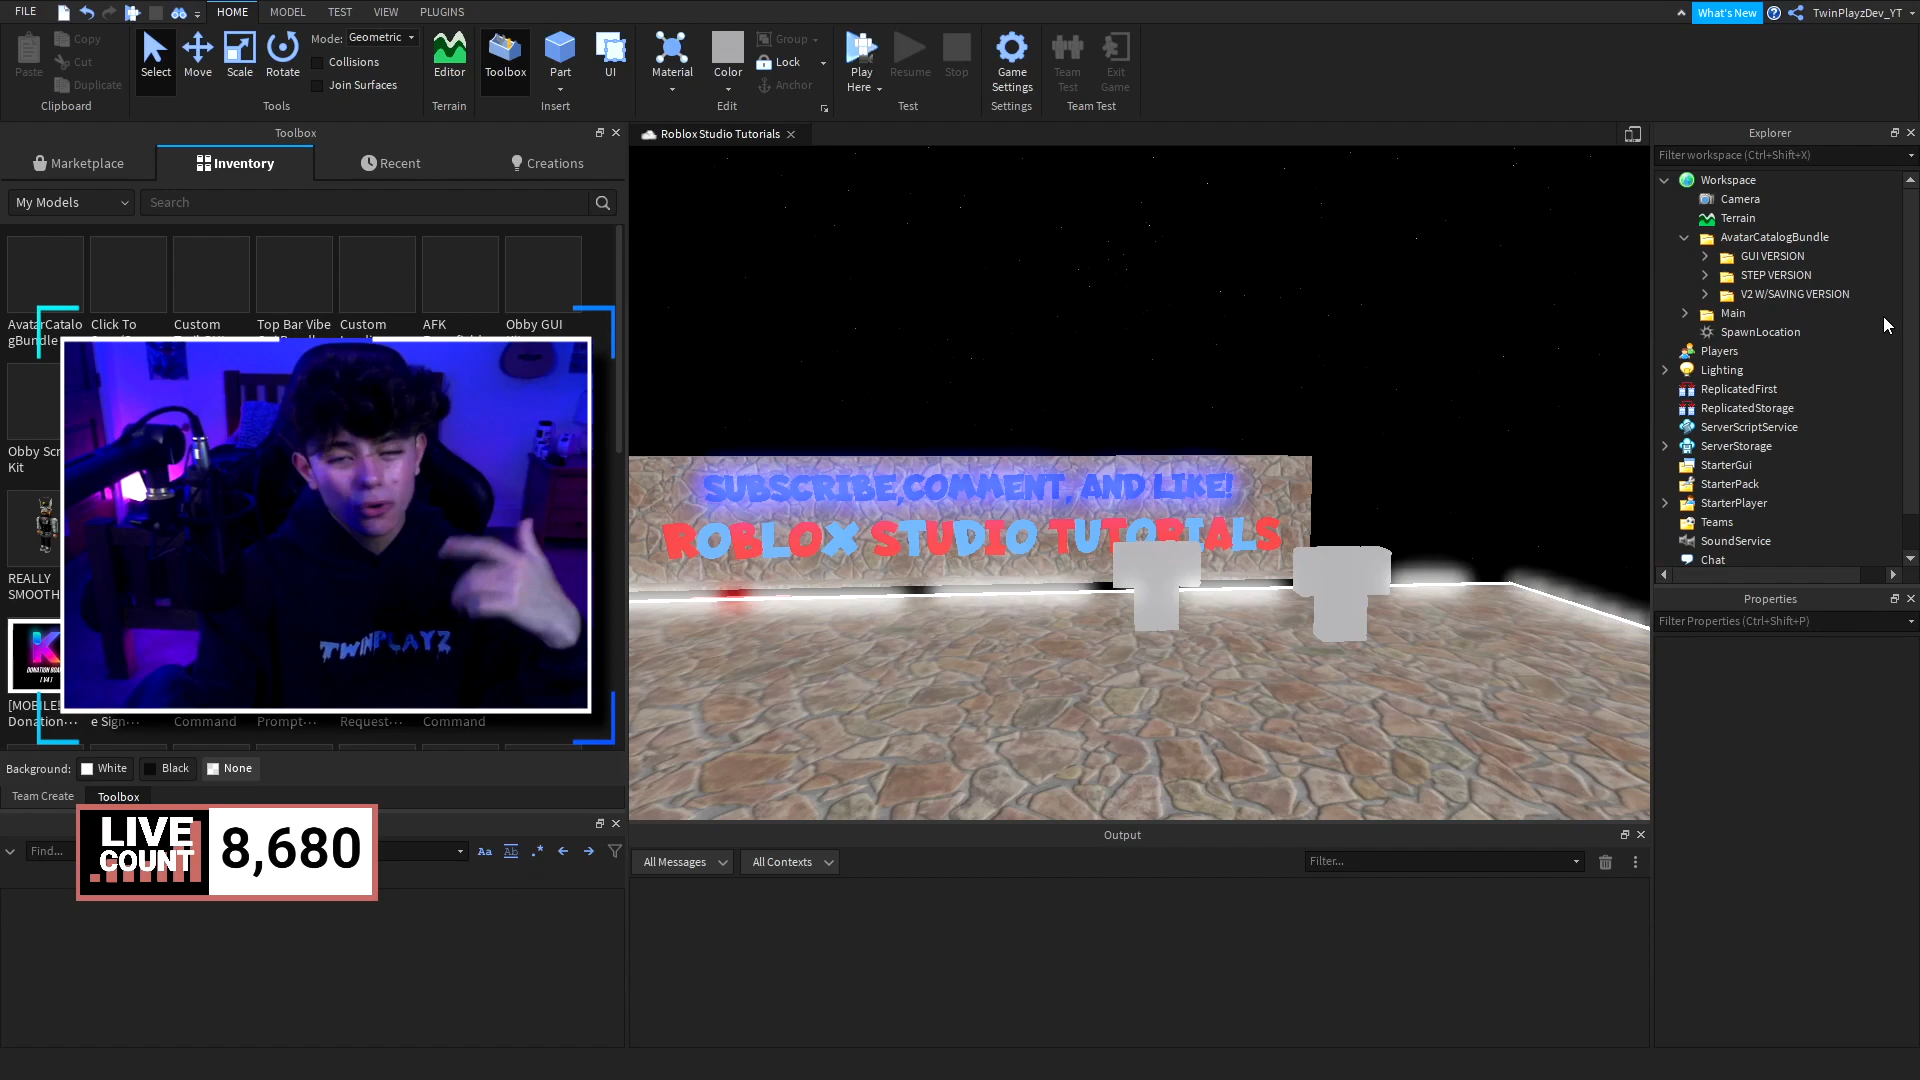 FILE HOME MODEL TEST VIEW PLUGINS What's New TwinPlayzDev_YT
Paste Copy Cut Duplicate Clipboard
Select Move Scale Rotate Mode: Geometric Collisions Join Surfaces Tools
Editor Terrain
Toolbox Part UI Insert
Material Color Group Lock Anchor Edit
Play Here Resume Stop Test
Game Settings Settings
Team Test Exit Game Team Test
Toolbox
Marketplace Inventory Recent Creations
My Models Search
AvatarCatalo Click To Custom Top Bar Vibe Custom AFK Obby GUI
gBundle
Kit
REALLY
SMOOTH
DONATION
Donation··· e Sign··· Command Prompt··· Request··· Command
TWINPLAYZ
Background: White Black None
Team Create Toolbox
LIVE
COUNT
8,680
Find... Aa Ab .*
Roblox Studio Tutorials
SUBSCRIBE,COMMENT, AND LIKE!
ROBLOX STUDIO TUTORIALS
Output
All Messages All Contexts Filter...
Explorer
Filter workspace (Ctrl+Shift+X)
Workspace
Camera
Terrain
AvatarCatalogBundle
GUI VERSION
STEP VERSION
V2 W/SAVING VERSION
Main
SpawnLocation
Players
Lighting
ReplicatedFirst
ReplicatedStorage
ServerScriptService
ServerStorage
StarterGui
StarterPack
StarterPlayer
Teams
SoundService
Chat
Properties
Filter Properties (Ctrl+Shift+P)